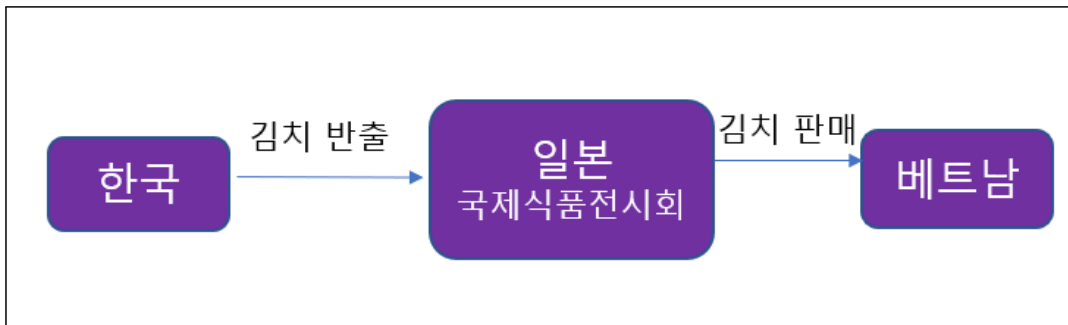 한국
김치 반출
일본
국제식품전시회
김치 판매
베트남